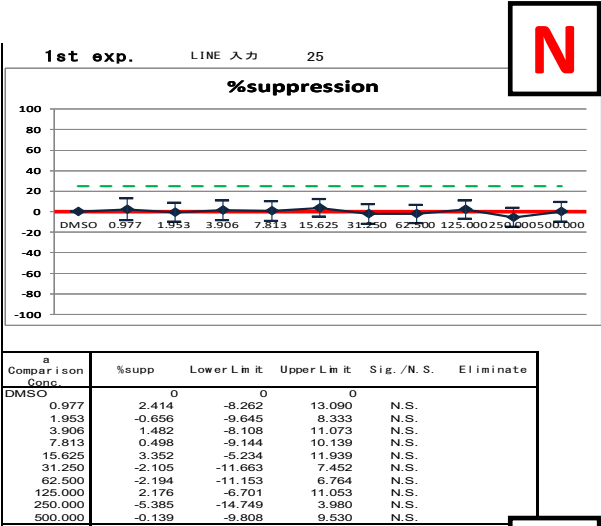 N
1st exp. LINE 入力 25
%suppression
100
80
60
40
20
0
DMSO 0.977 1.953 3.906 7.813 15.625 31.250 62.500 125.000 250.000 500.000
-20
-40
-60
-80
-100
a
Comparison %supp LowerLimit UpperLimit Sig./N.S. Eliminate
Conc.
DMSO 0 0 0
0.977 2.414 -8.262 13.090 N.S.
1.953 -0.656 -9.645 8.333 N.S.
3.906 1.482 -8.108 11.073 N.S.
7.813 0.498 -9.144 10.139 N.S.
15.625 3.352 -5.234 11.939 N.S.
31.250 -2.105 -11.663 7.452 N.S.
62.500 -2.194 -11.153 6.764 N.S.
125.000 2.176 -6.701 11.053 N.S.
250.000 -5.385 -14.749 3.980 N.S.
500.000 -0.139 -9.808 9.530 N.S.